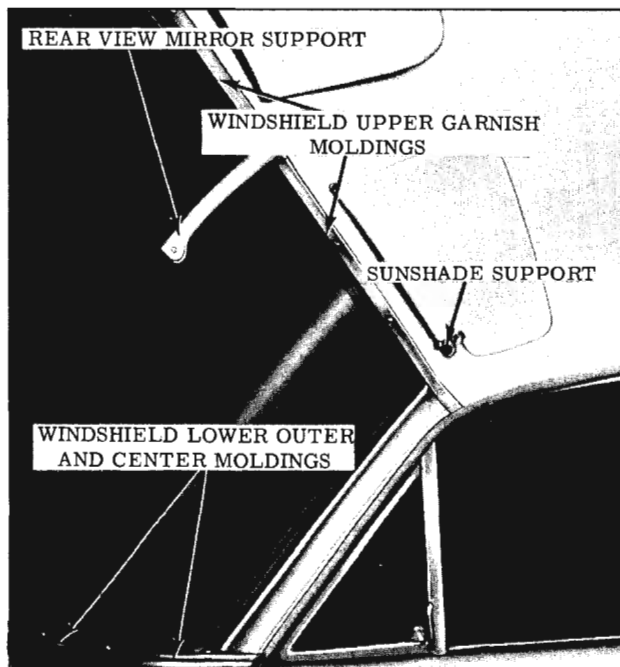 REAR VIEW MIRROR SUPPORT
WINDSHIELD UPPER GARNISH
MOLDINGS
SUNSHADE SUPPORT
WINDSHIELD LOWER OUTER
AND CENTER MOLDINGS